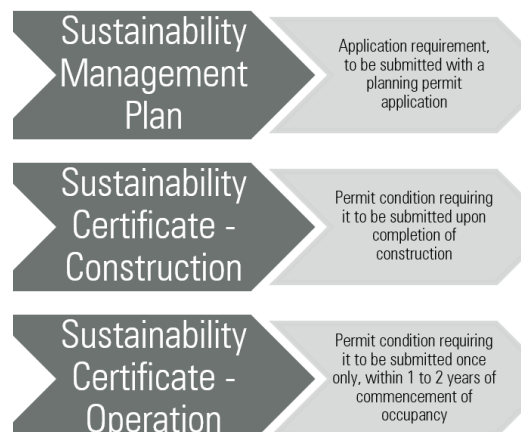 Sustainability
Management
Plan
Application requirement,
to be submitted with a
planning permit
application
Sustainability
Certificate -
Construction
Permit condition requiring
it to be submitted upon
completion of
construction
Sustainability
Certificate -
Operation
Permit condition requiring
it to be submitted once
only, within 1 to 2 years of
commencement of
occupancy